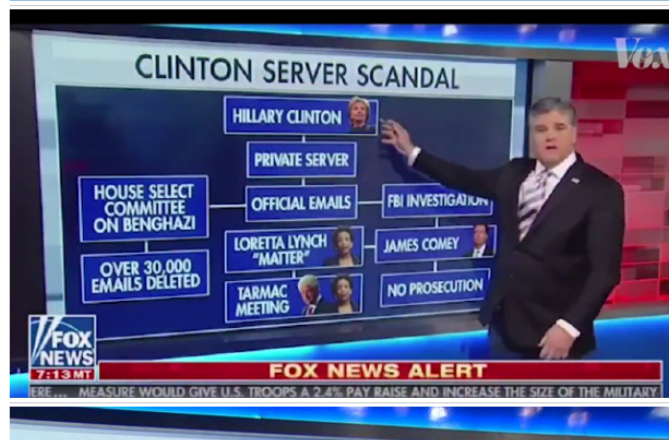 Vox
CLINTON SERVER SCANDAL
HILLARY CLINTON
PRIVATE SERVER
HOUSE SELECT
COMMITTEE
ON BENGHAZI
OFFICIAL EMAILS
FBI INVESTIGATION
OVER 30,000
EMAILS DELETED
LORETTA LYNCH
"MATTER"
JAMES COMEY
TARMAC
MEETING
NO PROSECUTION
FOX
NEWS
7:13 MT
FOX NEWS ALERT
ERE... MEASURE WOULD GIVE U.S. TROOPS A 2.4% PAY RAISE AND INCREASE THE SIZE OF THE MILITARY